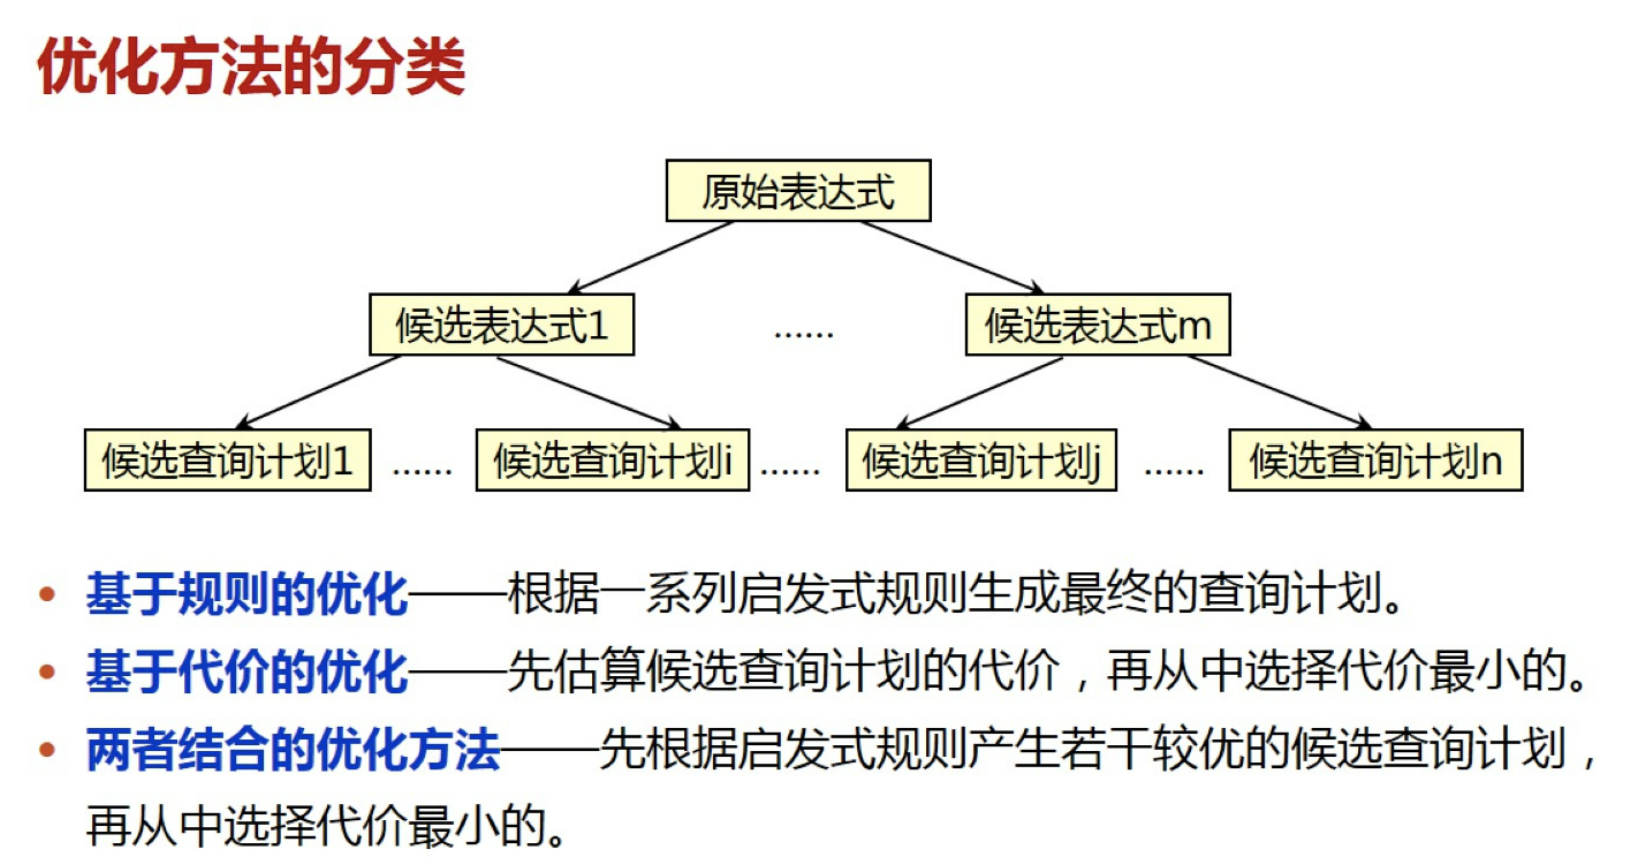 优化方法的分类
原始表达式
候选表达式1 …… 候选表达式m
候选查询计划1 …… 候选查询计划i …… 候选查询计划j …… 候选查询计划n
• 基于规则的优化——根据一系列启发式规则生成最终的查询计划。
• 基于代价的优化——先估算候选查询计划的代价，再从中选择代价最小的。
• 两者结合的优化方法——先根据启发式规则产生若干较优的候选查询计划，
再从中选择代价最小的。